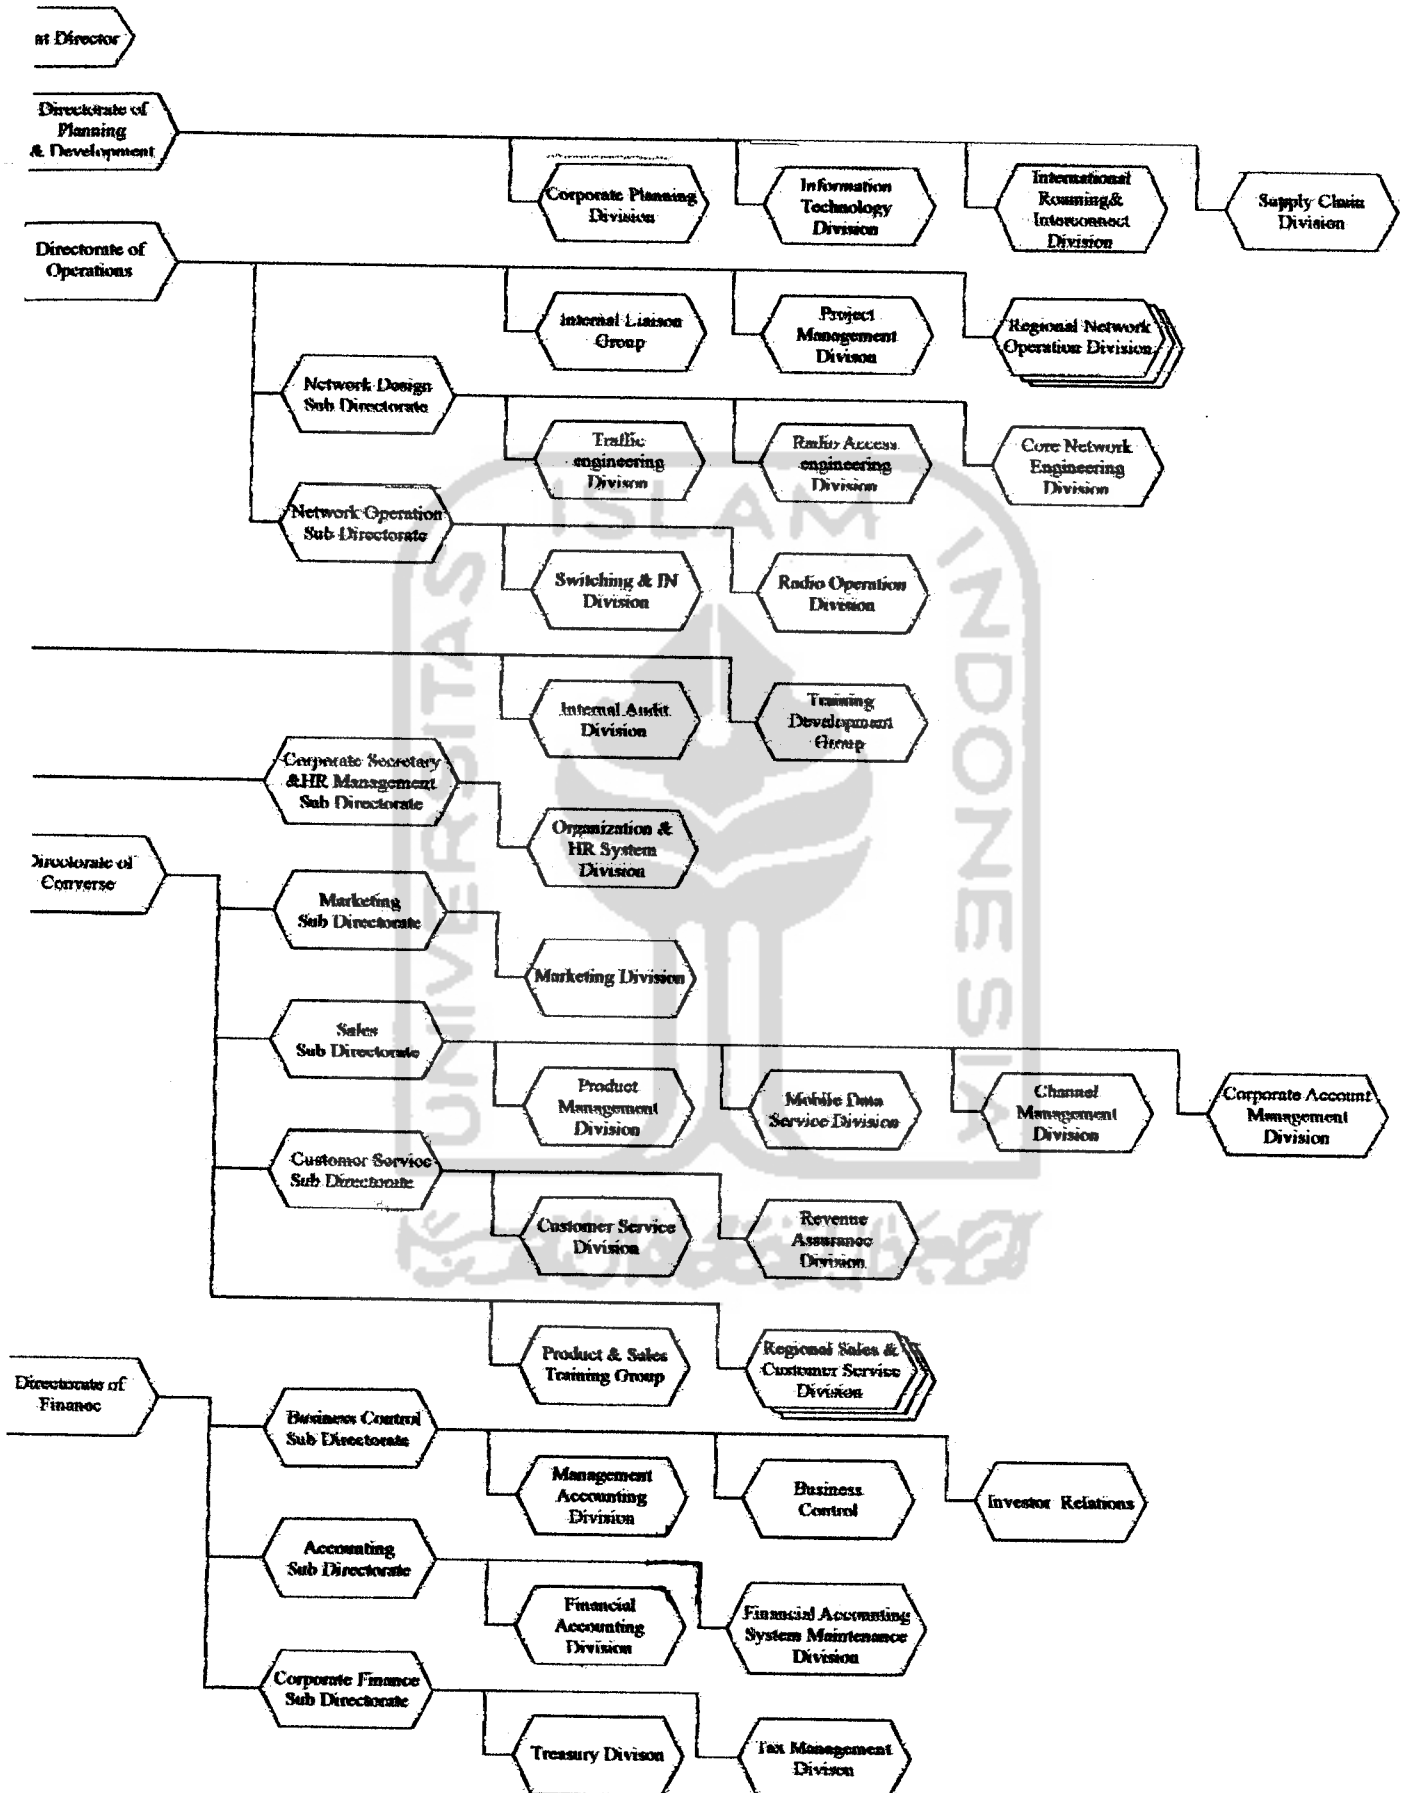 Director
Directorate of
Planning
& Development
Corporate Planning
Division
Information
Technology
Division
International
Roaming&
Interconnect
Division
Supply Chain
Division
Directorate of
Operations
Internal Liaison
Group
Project
Management
Divison
Regional Network
Operation Division
Network Design
Sub Directorate
Traffic
engineering
Divison
Radio Access
engineering
Division
Core Network
Engineering
Division
Network Operation
Sub Directorate
Switching & IN
Division
Radio Operation
Division
Internal Audit
Division
Training
Development
Group
Corporate Secretary
&HR Management
Sub Directorate
Organization &
HR System
Division
Directorate of
Converse
Marketing
Sub Directorate
Marketing Division
Sales
Sub Directorate
Product
Management
Division
Mobile Data
Service Division
Channel
Management
Division
Corporate Account
Management
Division
Customer Service
Sub Directorate
Customer Service
Division
Revenue
Assurance
Division
Product & Sales
Training Group
Regional Sales &
Customer Service
Division
Directorate of
Finance
Business Control
Sub Directorate
Management
Accounting
Division
Business
Control
Investor Relations
Accounting
Sub Directorate
Financial
Accounting
Division
Financial Accounting
System Maintenance
Division
Corporate Finance
Sub Directorate
Treasury Divison
Tax Management
Divison
UNIVERSITAS
ISLAM
INDONESIA